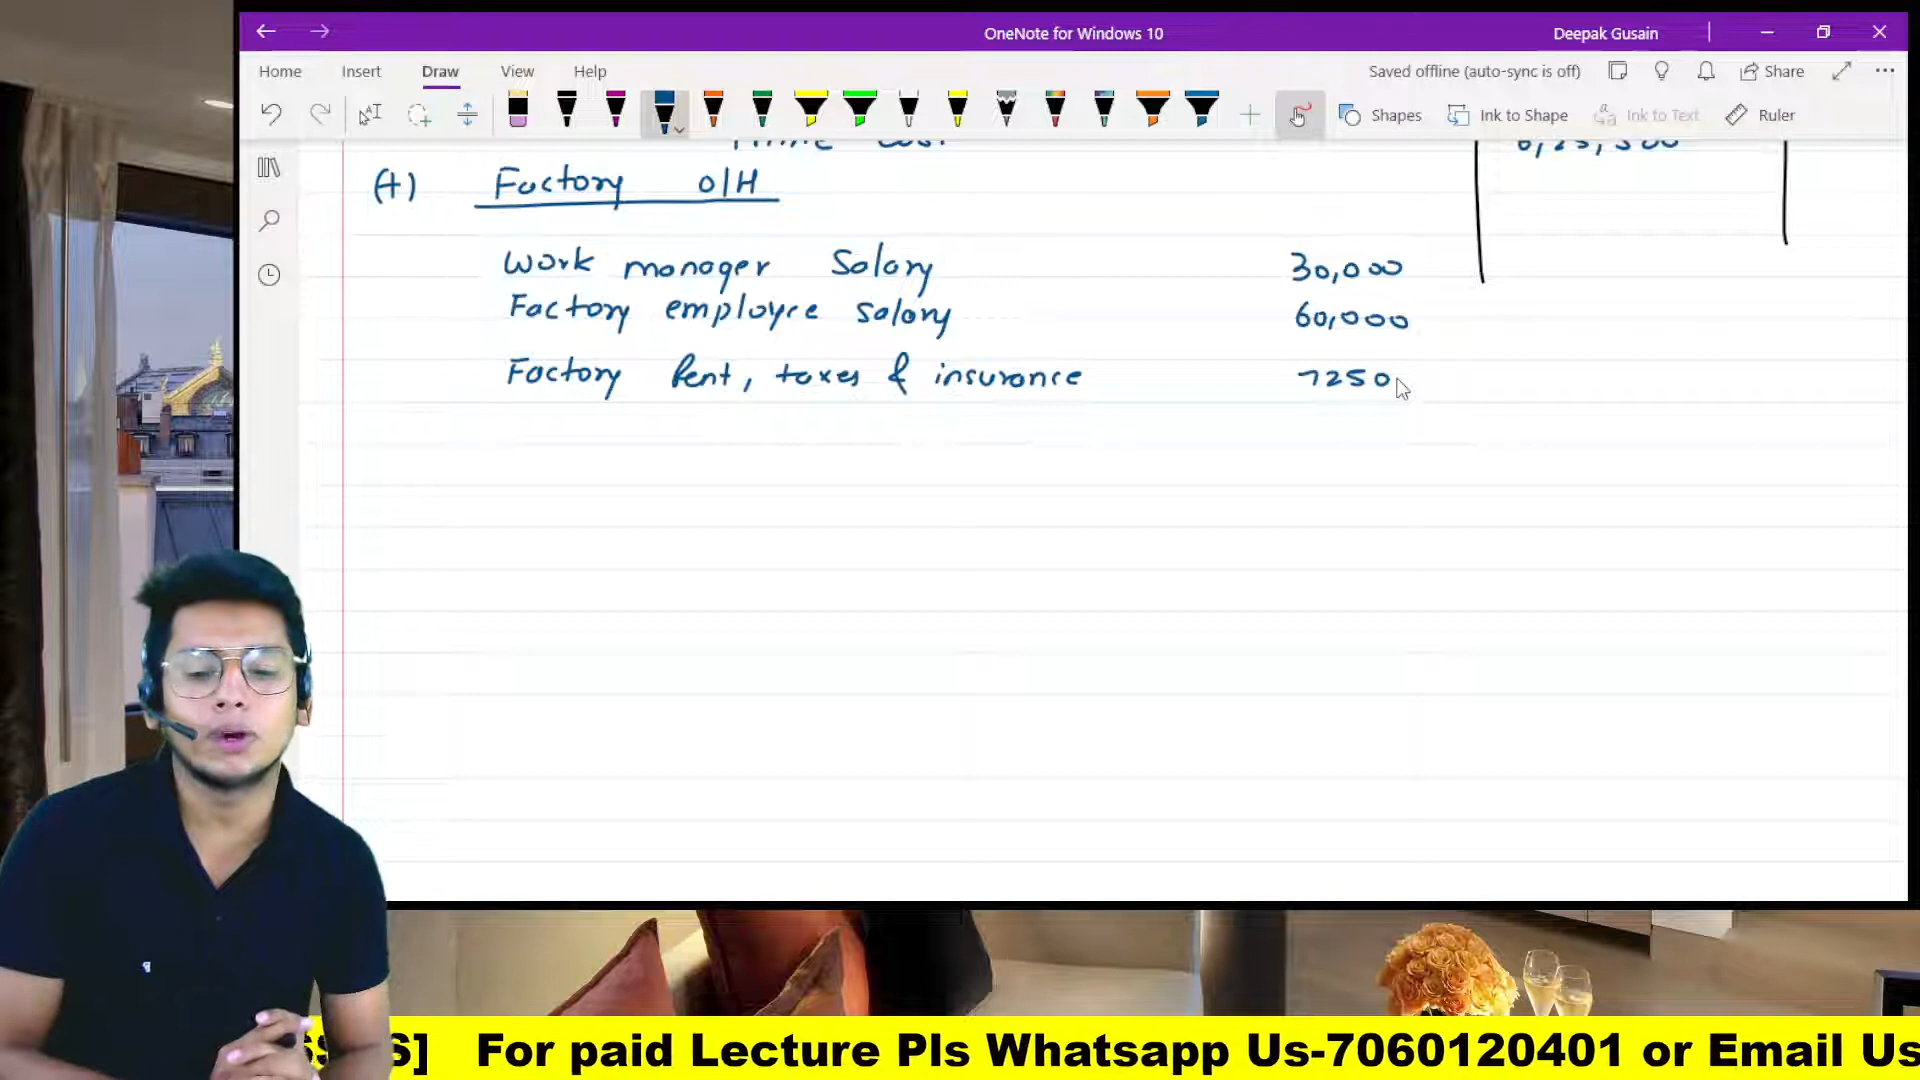 OneNote for Windows 10
Deepak Gusain
Home Insert Draw View Help
Saved offline (auto-sync is off) Share
Shapes Ink to Shape Ink to Text Ruler
Cost
(+) Factory O/H
Work manager Salary 30,000
Factory employee salary 60,000
Factory Rent, taxes & insurance 7250
S] For paid Lecture Pls Whatsapp Us-7060120401 or Email Us